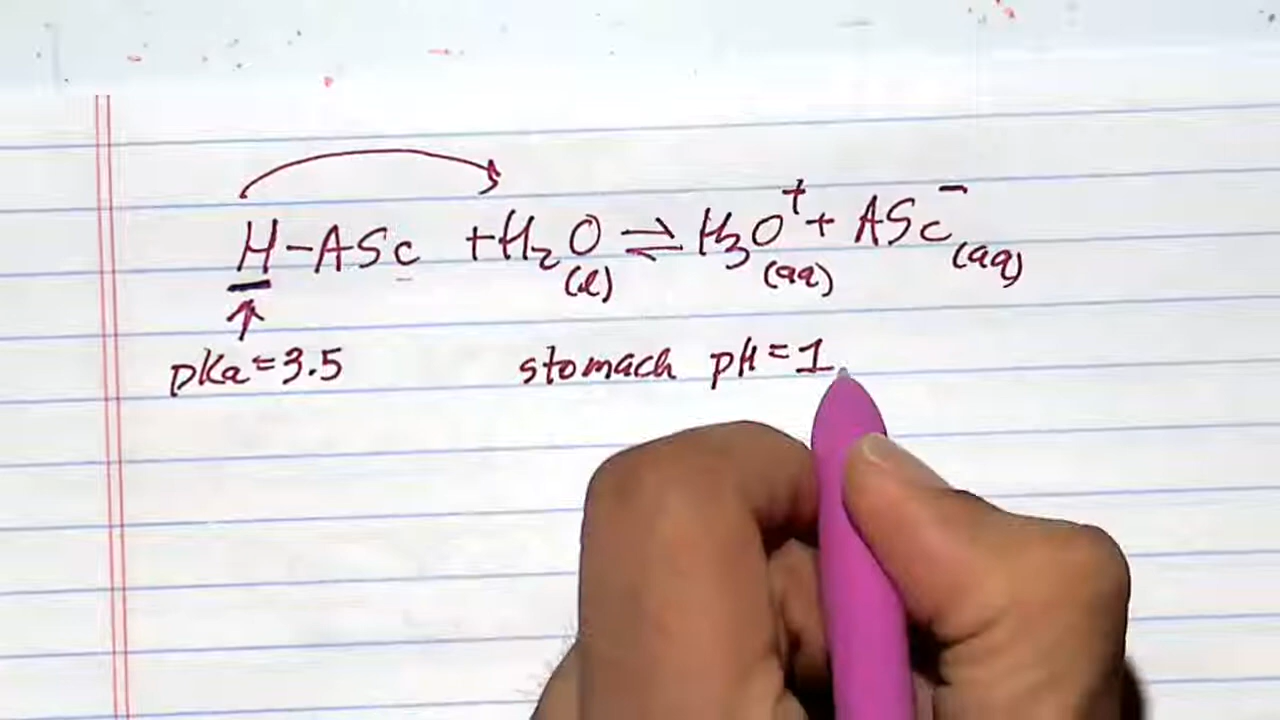 H-ASc + H₂O(l) ⇌ H₃O⁺(aq) + ASc⁻(aq)
pKa=3.5 stomach pH=1